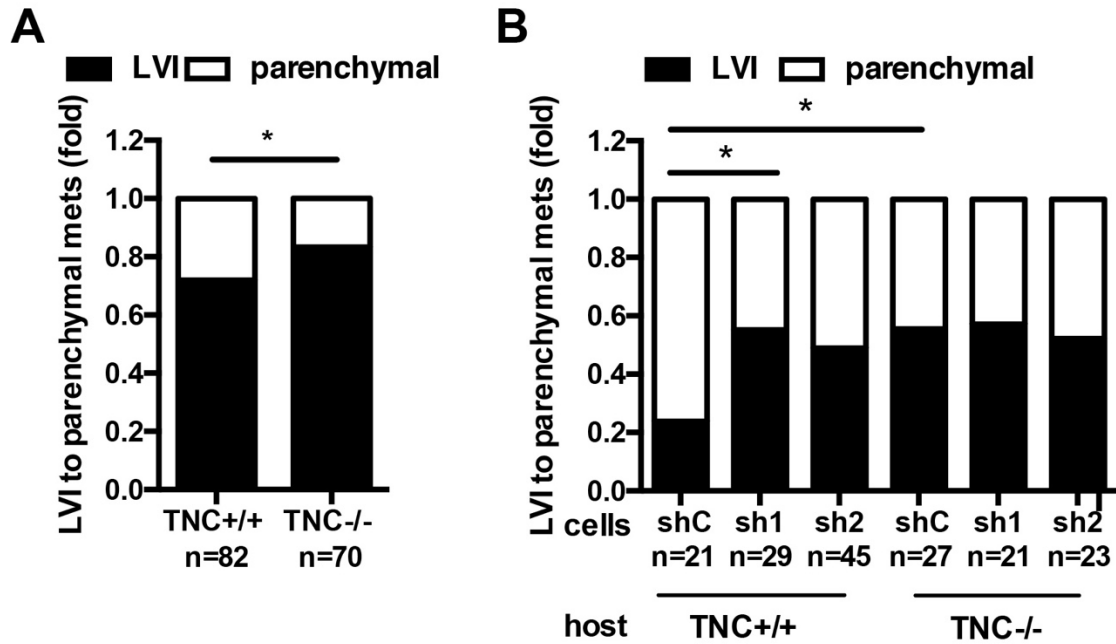 A
LVI parenchymal
LVI to parenchymal mets (fold)
1.2
1.0
0.8
0.6
0.4
0.2
0.0
*
TNC+/+ TNC-/-
n=82 n=70
B
LVI parenchymal
LVI to parenchymal mets (fold)
1.2
1.0
0.8
0.6
0.4
0.2
0.0
*
*
cells shC sh1 sh2 shC sh1 sh2
n=21 n=29 n=45 n=27 n=21 n=23
host TNC+/+ TNC-/-